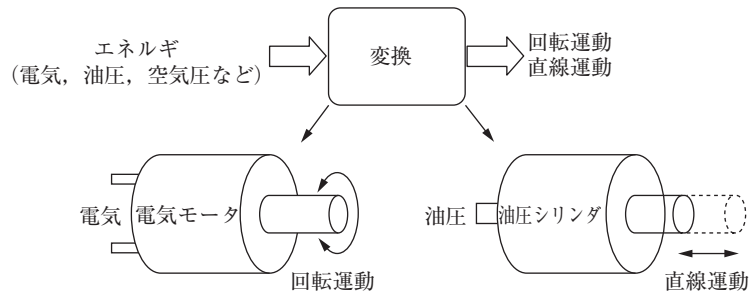 エネルギ
（電気，油圧，空気圧など）
変換
回転運動
直線運動
電気
電気モータ
回転運動
油圧
油圧シリンダ
直線運動